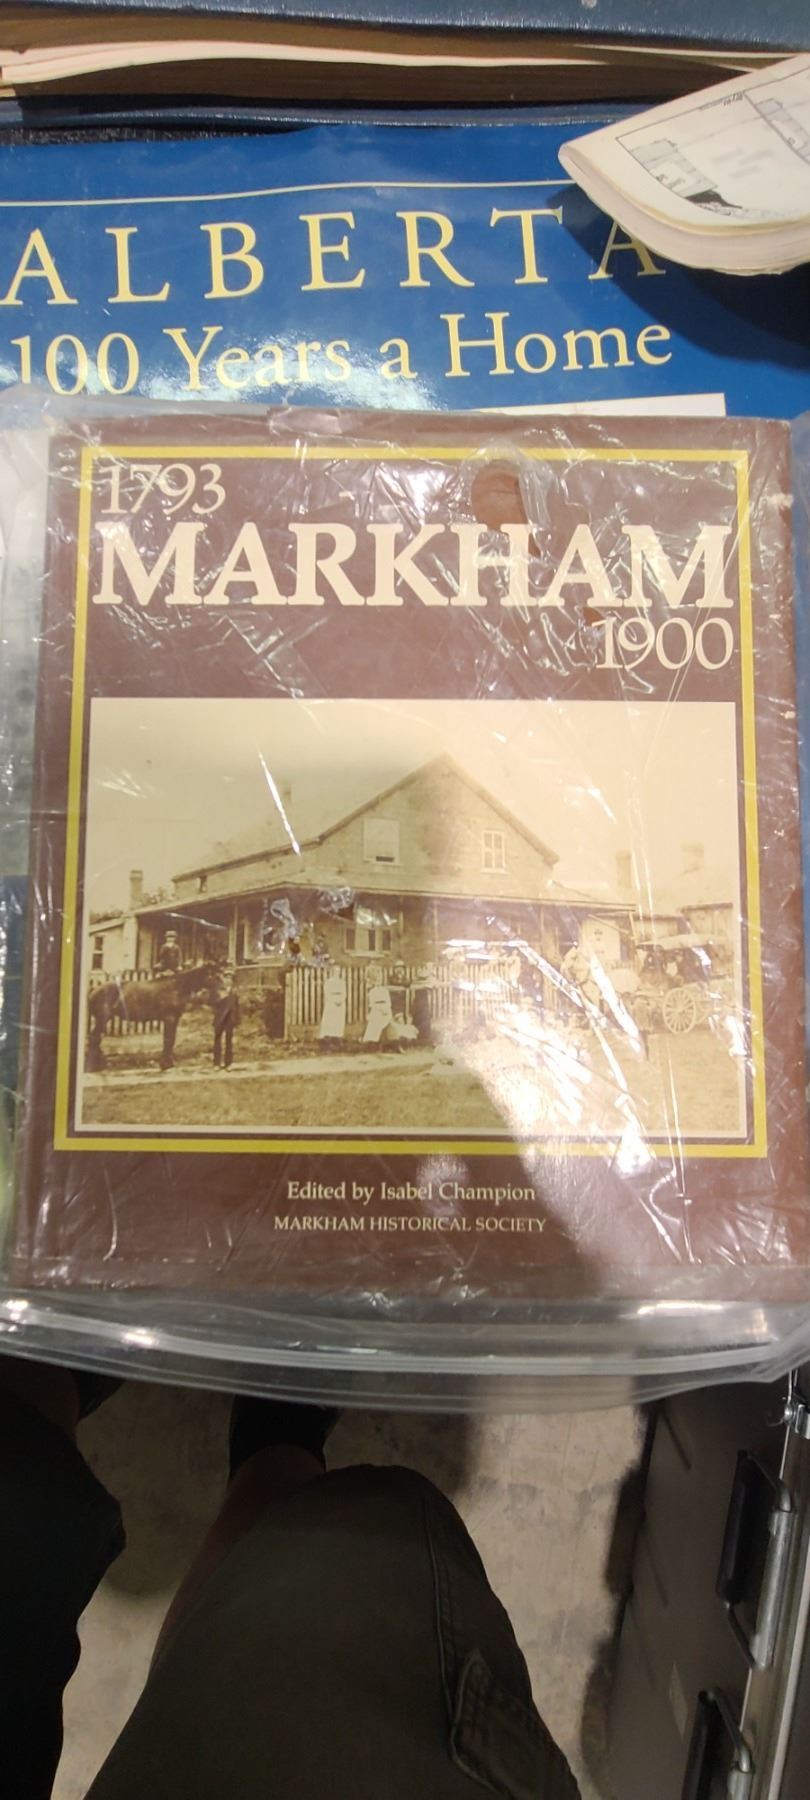 ALBERTA
100 Years a Home
1793
MARKHAM
1900
Edited by Isabel Champion
MARKHAM HISTORICAL SOCIETY